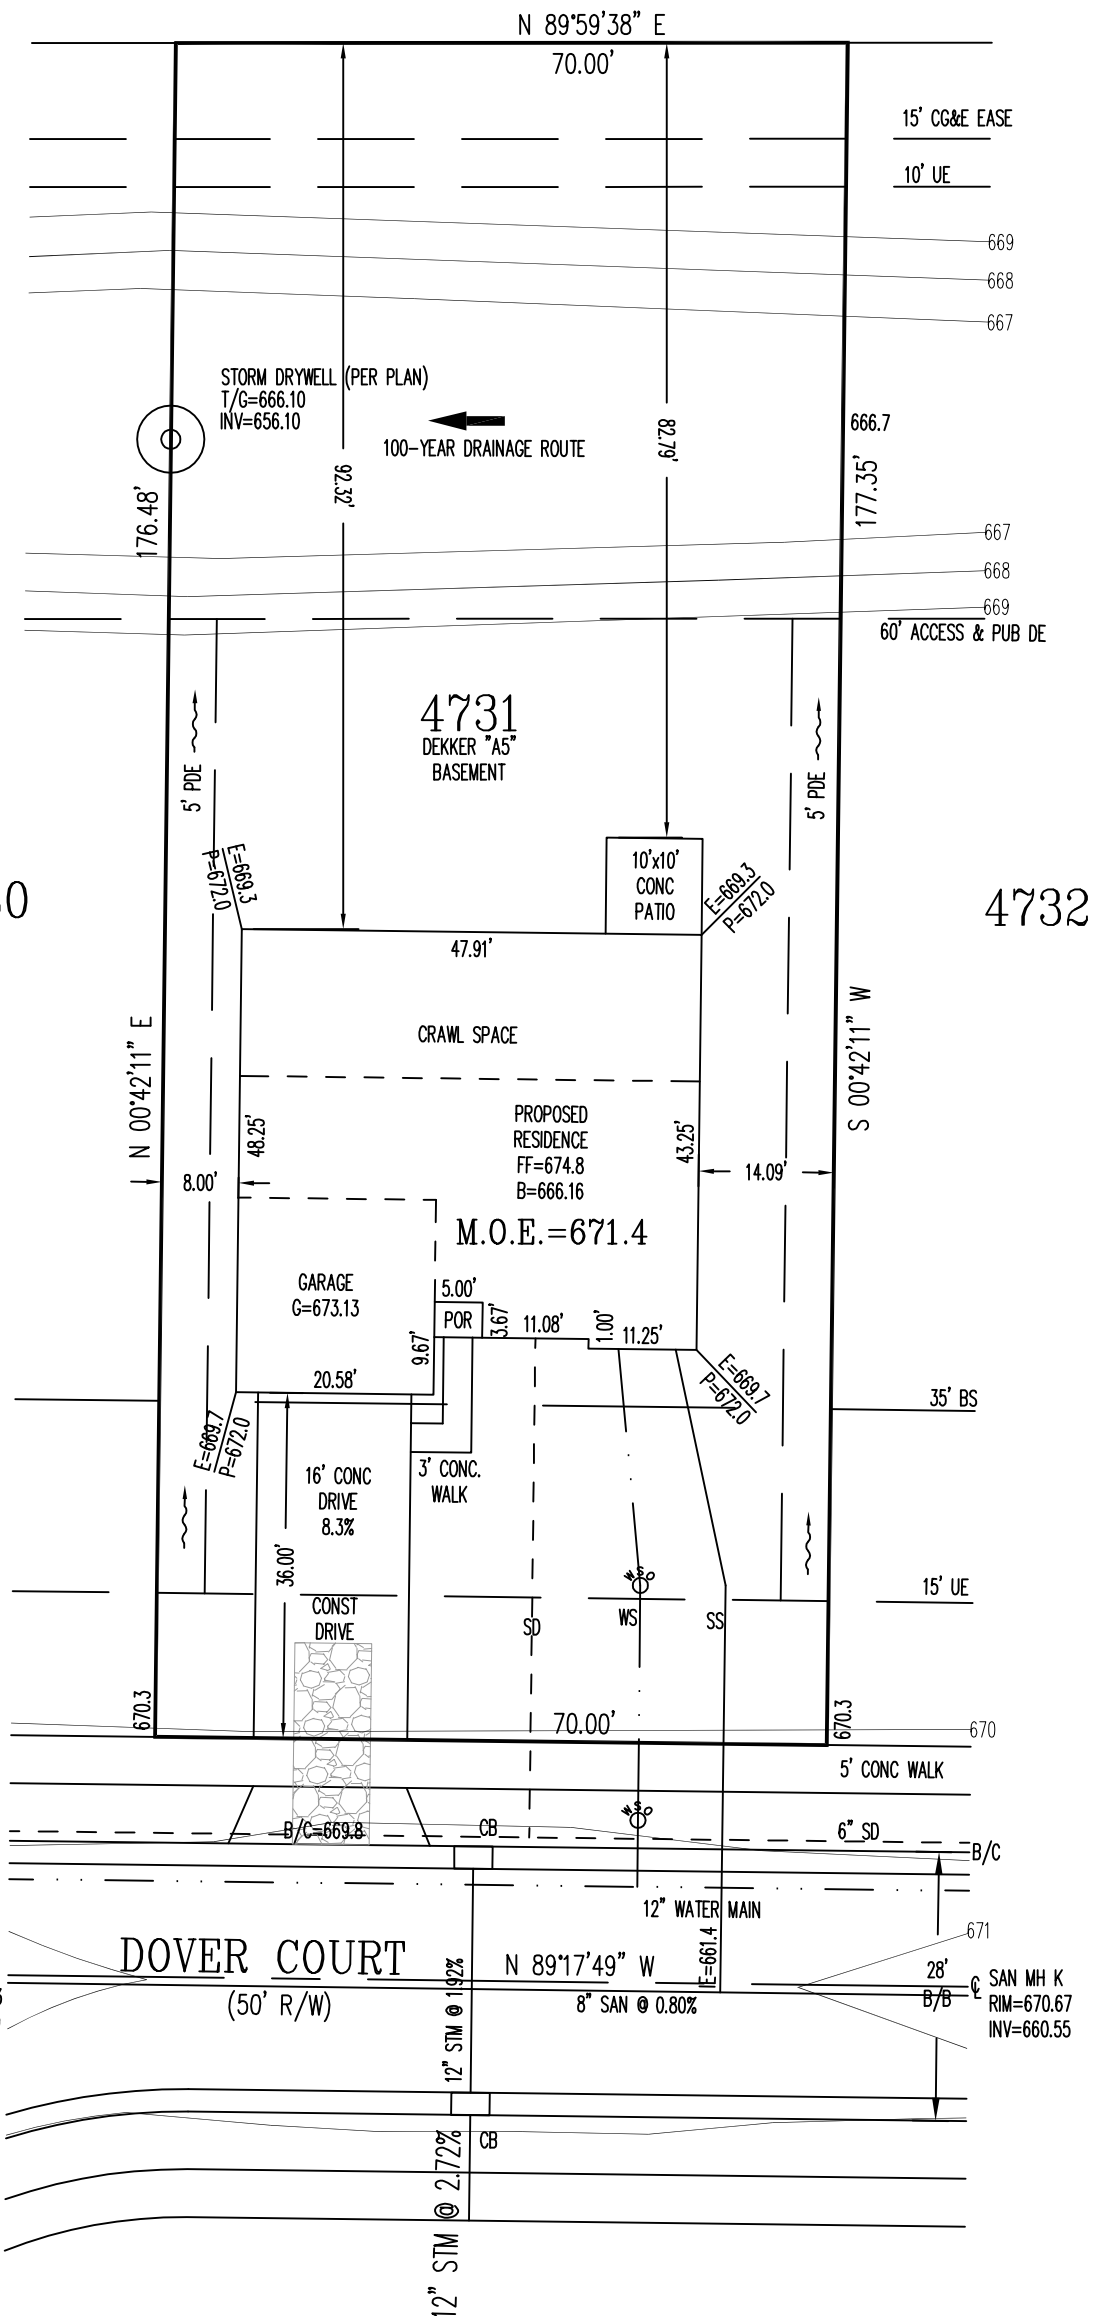 N 89°59'38" E
70.00'
15' CG&E EASE
10' UE
669
668
667
STORM DRYWELL (PER PLAN)
T/G=666.10
INV=656.10
100-YEAR DRAINAGE ROUTE
92.32'
82.79'
666.7
176.48'
177.35'
667
668
669
60' ACCESS & PUB DE
4731
DEKKER "A5"
BASEMENT
5' PDE
5' PDE
E=669.3
P=672.0
10'x10'
CONC
PATIO
E=669.3
P=672.0
4732
47.91'
CRAWL SPACE
N 00°42'11" E
S 00°42'11" W
48.25'
43.25'
PROPOSED
RESIDENCE
FF=674.8
B=666.16
8.00'
14.09'
M.O.E.=671.4
GARAGE
G=673.13
5.00'
POR
3.67'
11.08'
1.00'
11.25'
9.67'
20.58'
E=669.7
P=672.0
E=669.7
P=672.0
35' BS
16' CONC
DRIVE
8.3%
3' CONC.
WALK
36.00'
WSO
15' UE
CONST
DRIVE
SD
WS
SS
670.3
70.00'
670.3
670
5' CONC WALK
WSO
B/C=669.8
CB
6" SD
B/C
12" WATER MAIN
671
DOVER COURT
(50' R/W)
N 89°17'49" W
12" STM @ 1.92%
IE=661.4
8" SAN @ 0.80%
28'
B/B
SAN MH K
RIM=670.67
INV=660.55
CB
12" STM @ 2.72%